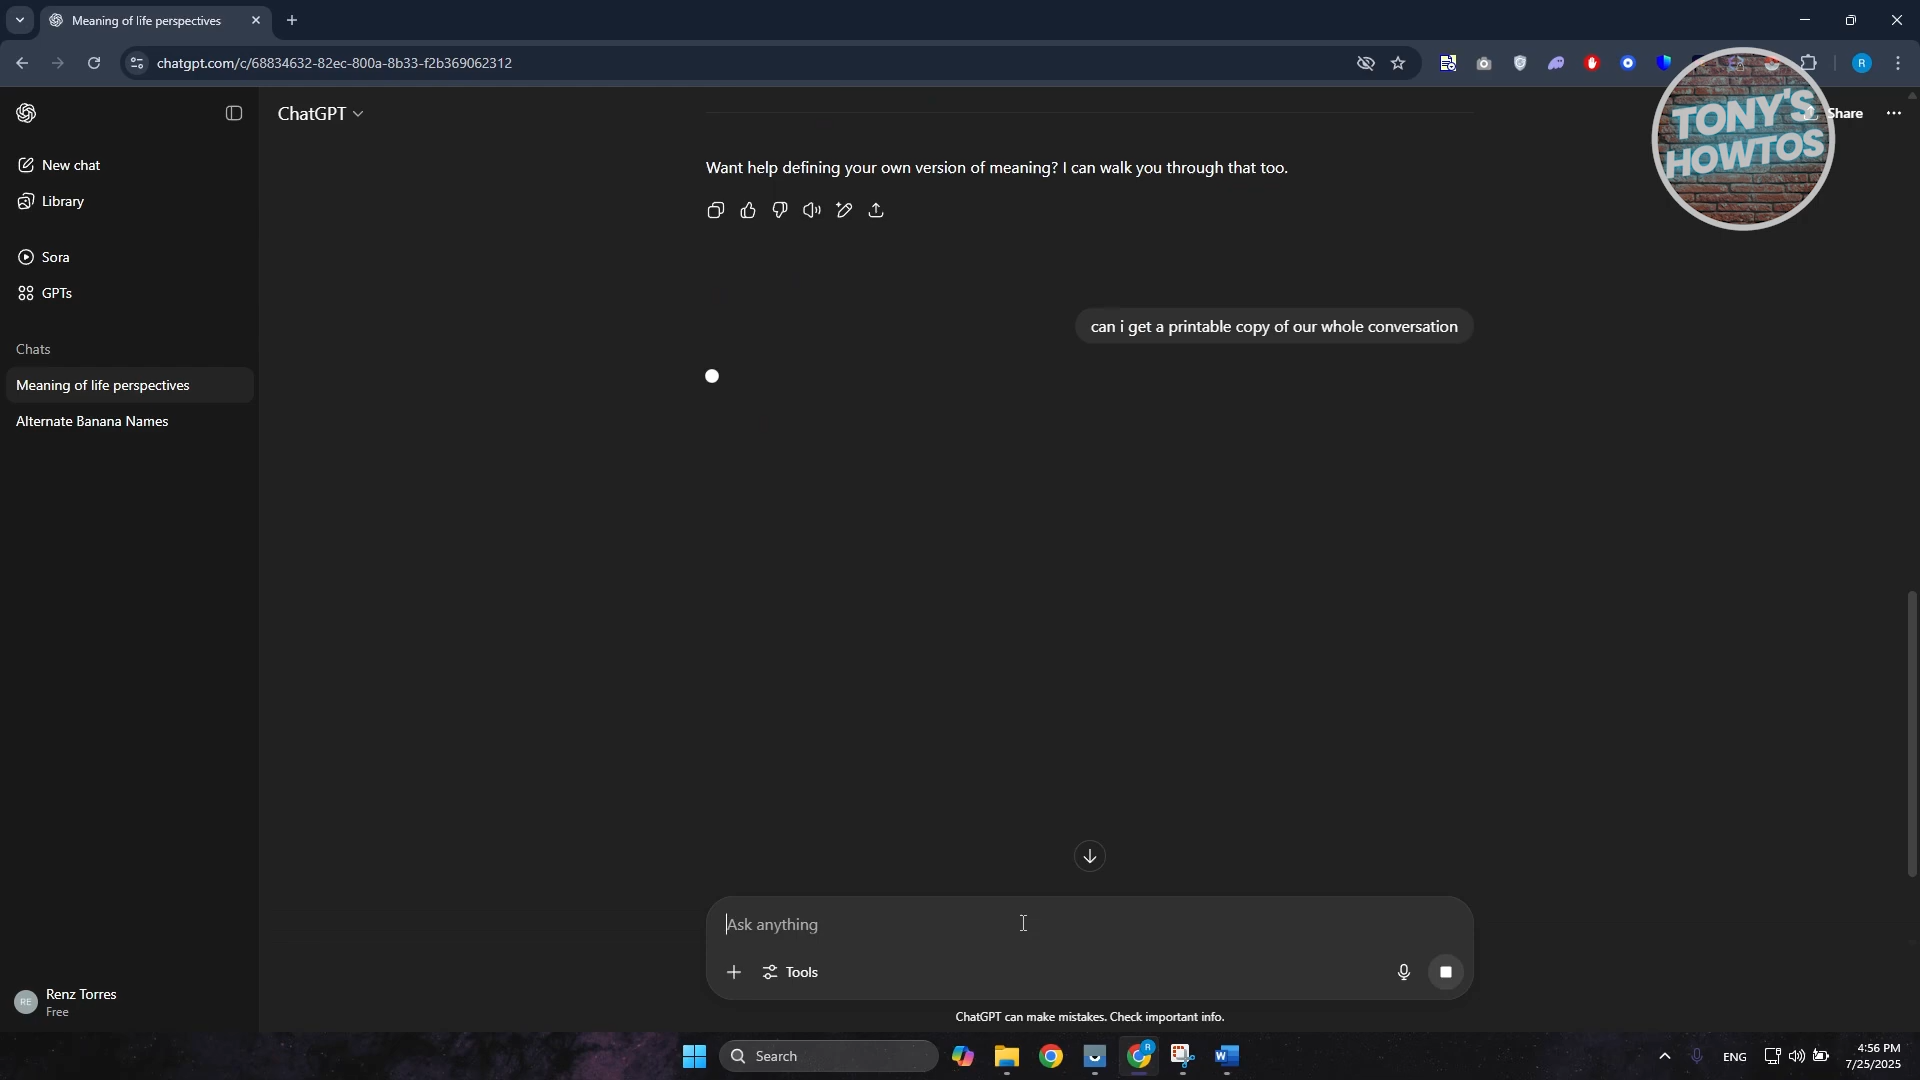 Meaning of life perspectives
chatgpt.com/c/68834632-82ec-800a-8b33-f2b369062312
R
ChatGPT
Share
TONY'S
HOWTOS
New chat
Library
Sora
GPTs
Chats
Meaning of life perspectives
Alternate Banana Names
Want help defining your own version of meaning? I can walk you through that too.
can i get a printable copy of our whole conversation
Ask anything
Tools
ChatGPT can make mistakes. Check important info.
RE
Renz Torres
Free
Search
R
ENG
4:56 PM
7/25/2025